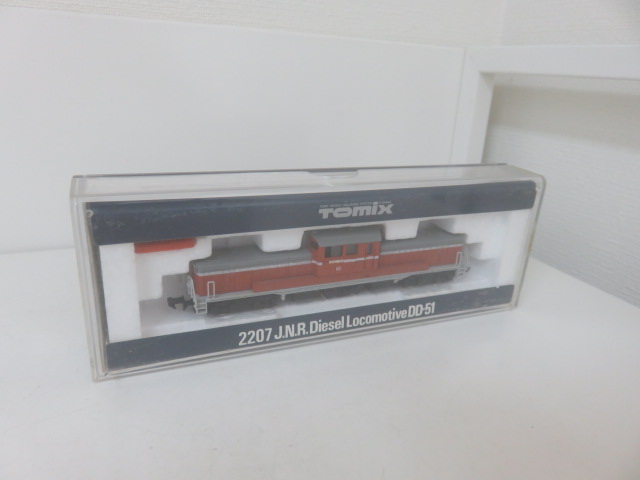 TOMIX
2207 J.N.R. Diesel Locomotive DD-51